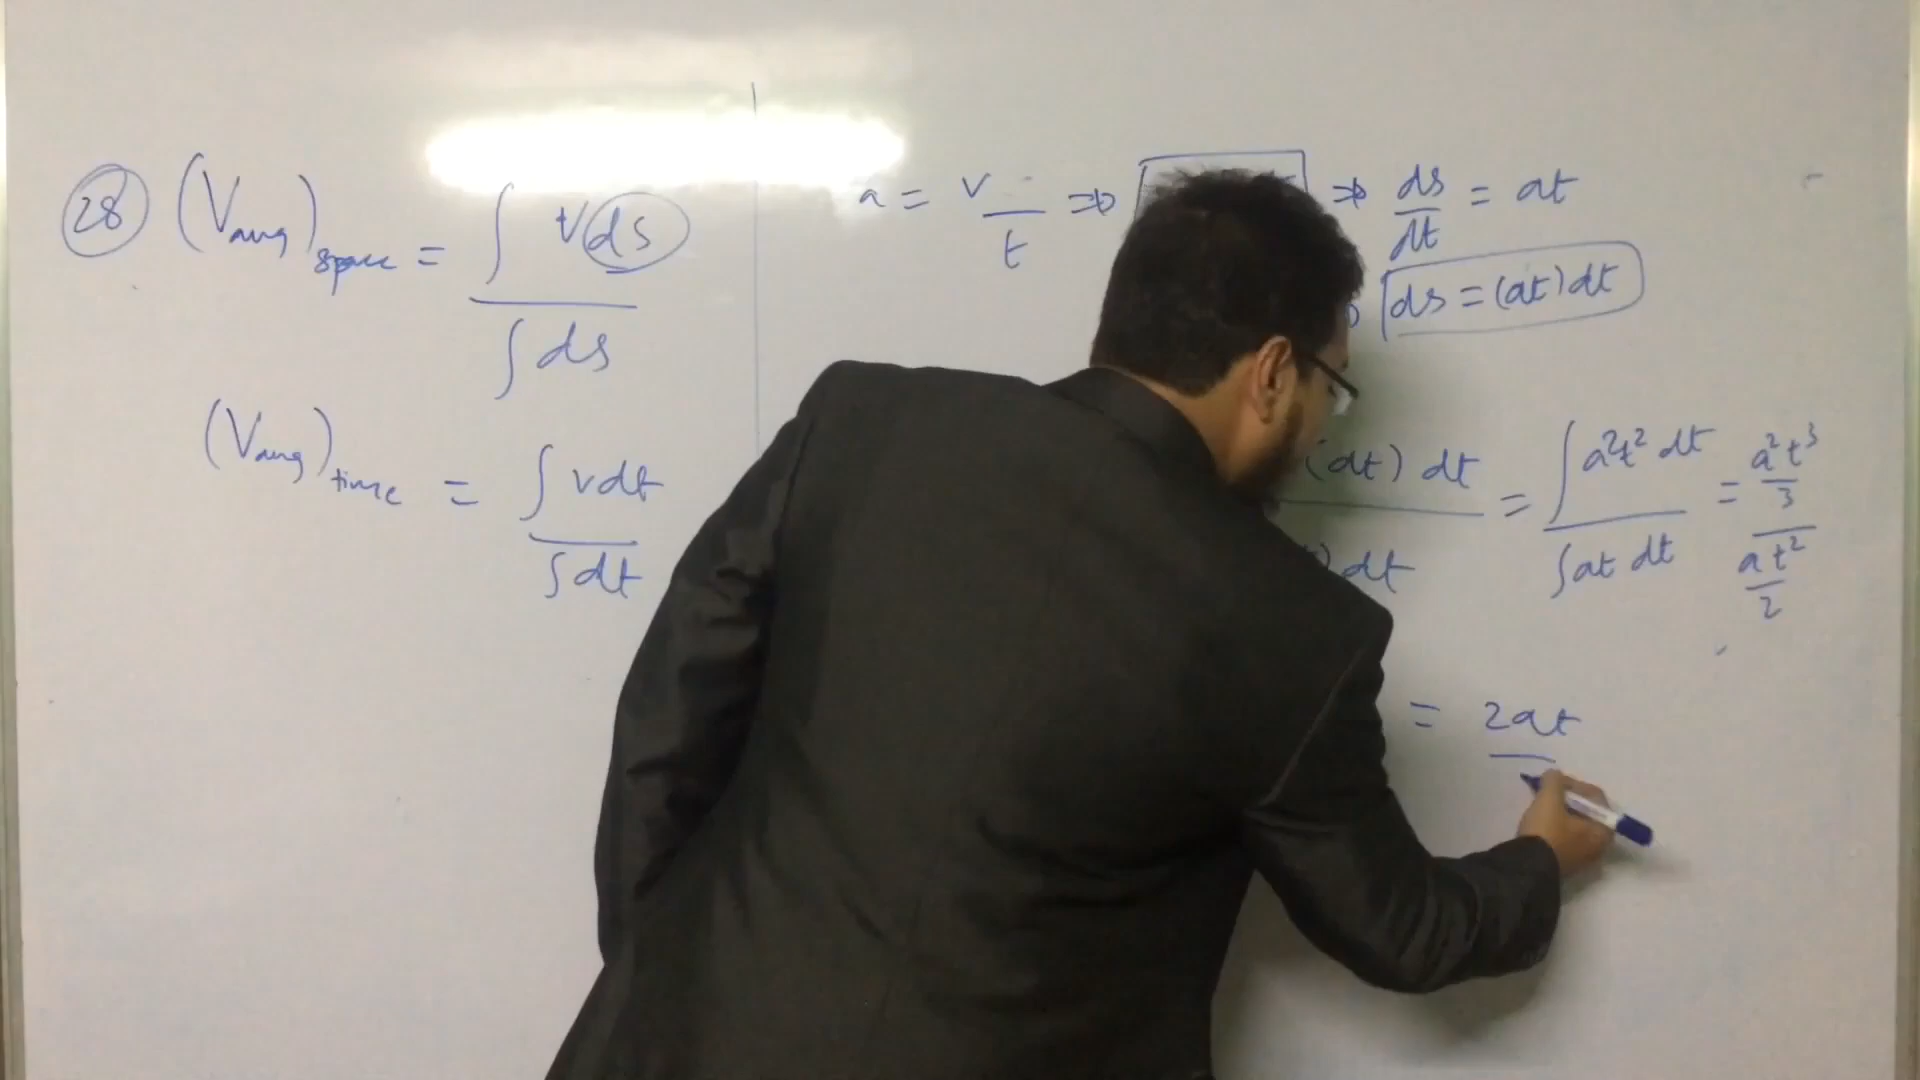 28 (Vavg)space = ∫ v ds / ∫ ds
(Vavg)time = ∫ v dt / ∫ dt
a = v / t ⇒ ⇒ ds/dt = at
ds = (at) dt
(at) dt / ) dt = ∫ a²t² dt / ∫ at dt = a²t³/3 / at²/2
= 2at